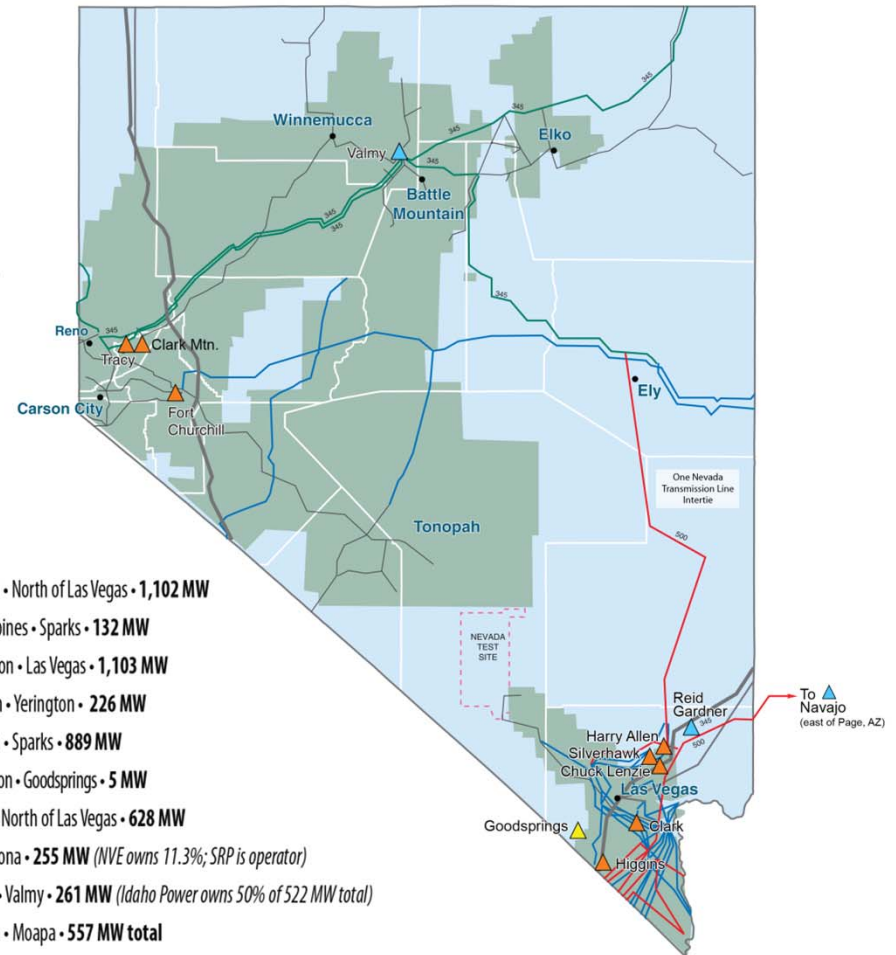 Winnemucca
345
345
345
Elko
Valmy
345
Battle
Mountain
345
345
345
Reno
345
Tracy
Clark Mtn.
Carson City
Fort
Churchill
Ely
One Nevada
Transmission Line
Intertie
500
Tonopah
NEVADA
TEST
SITE
• North of Las Vegas • 1,102 MW
bines • Sparks • 132 MW
on • Las Vegas • 1,103 MW
• Yerington • 226 MW
• Sparks • 889 MW
on • Goodsprings • 5 MW
North of Las Vegas • 628 MW
ona • 255 MW (NVE owns 11.3%; SRP is operator)
• Valmy • 261 MW (Idaho Power owns 50% of 522 MW total)
• Moapa • 557 MW total
Reid
Gardner
345
500
Harry Allen
Silverhawk
Chuck Lenzie
Las Vegas
To
Navajo
(east of Page, AZ)
Goodsprings
Clark
Higgins